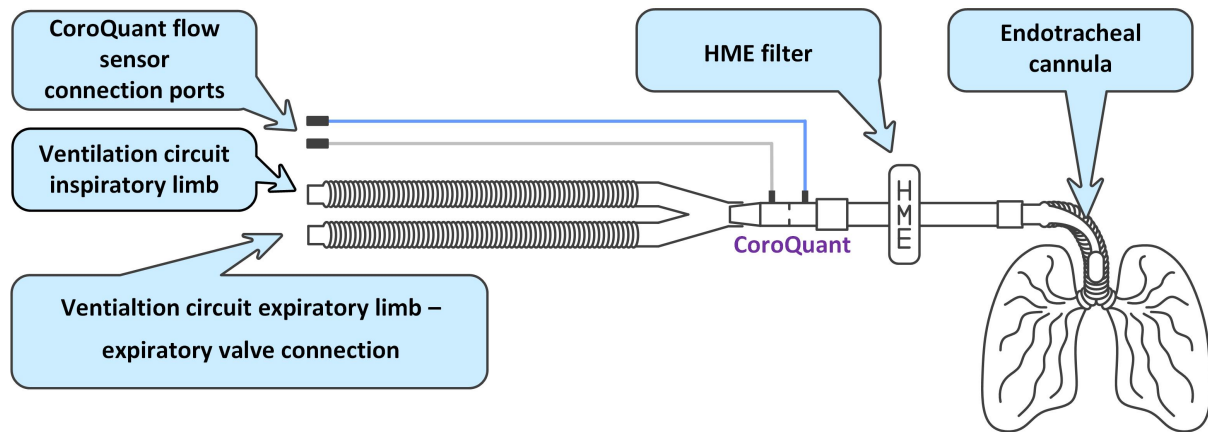 CoroQuant flow
sensor
connection ports
HME filter
Endotracheal
cannula
Ventilation circuit
inspiratory limb
HME
CoroQuant
Ventialtion circuit expiratory limb –
expiratory valve connection